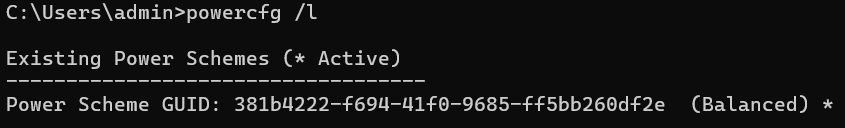 C:\Users\admin>powercfg /l
Existing Power Schemes (* Active)
-----------------------------------
Power Scheme GUID: 381b4222-f694-41f0-9685-ff5bb260df2e  (Balanced) *